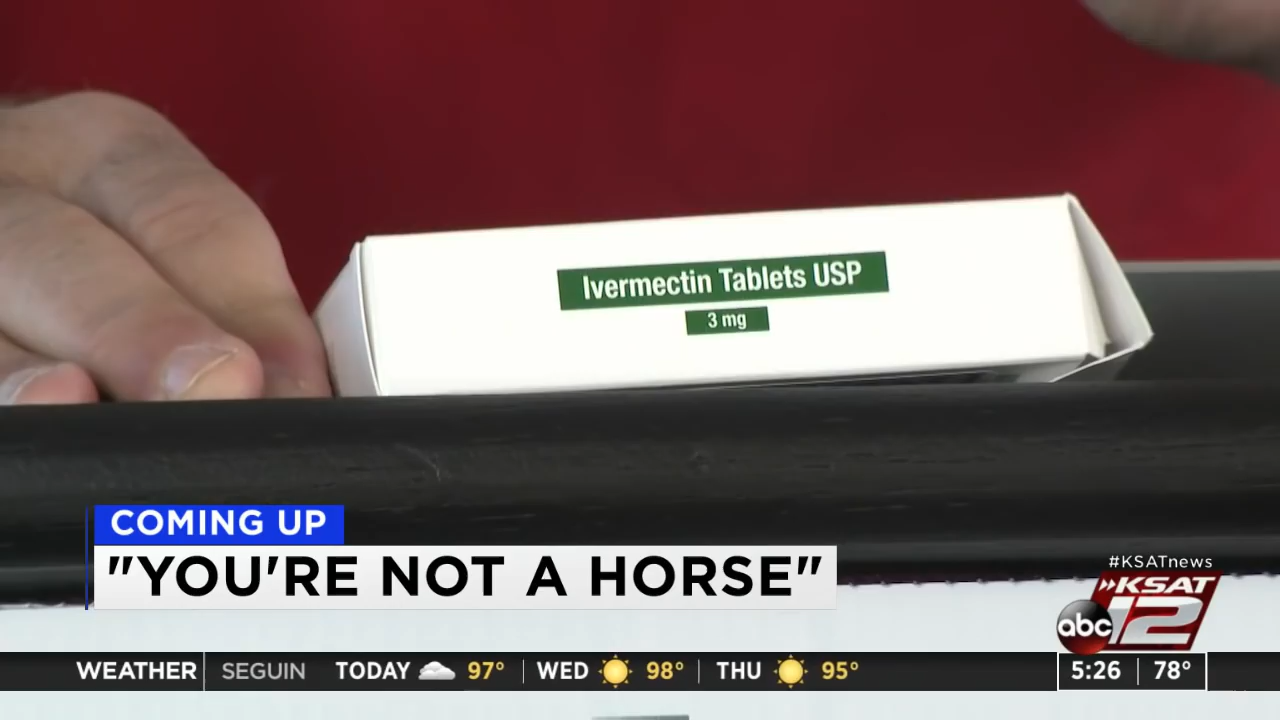 Ivermectin Tablets USP
3 mg
COMING UP
"YOU'RE NOT A HORSE"
#KSATnews
KSAT
abc 12
WEATHER SEGUIN TODAY 97° WED 98° THU 95° 5:26 78°